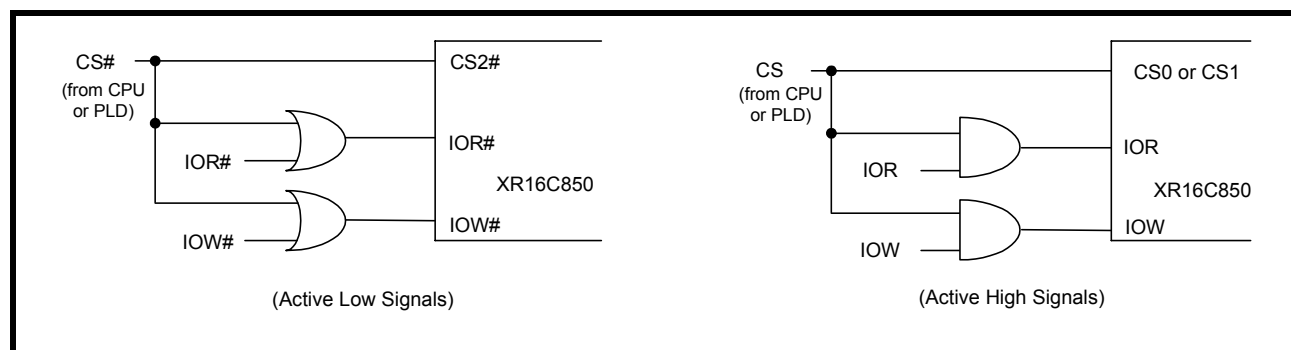 CS#
(from CPU
or PLD)
CS2#
IOR#
IOR#
XR16C850
IOW#
IOW#
(Active Low Signals)
CS
(from CPU
or PLD)
CS0 or CS1
IOR
IOR
XR16C850
IOW
IOW
(Active High Signals)